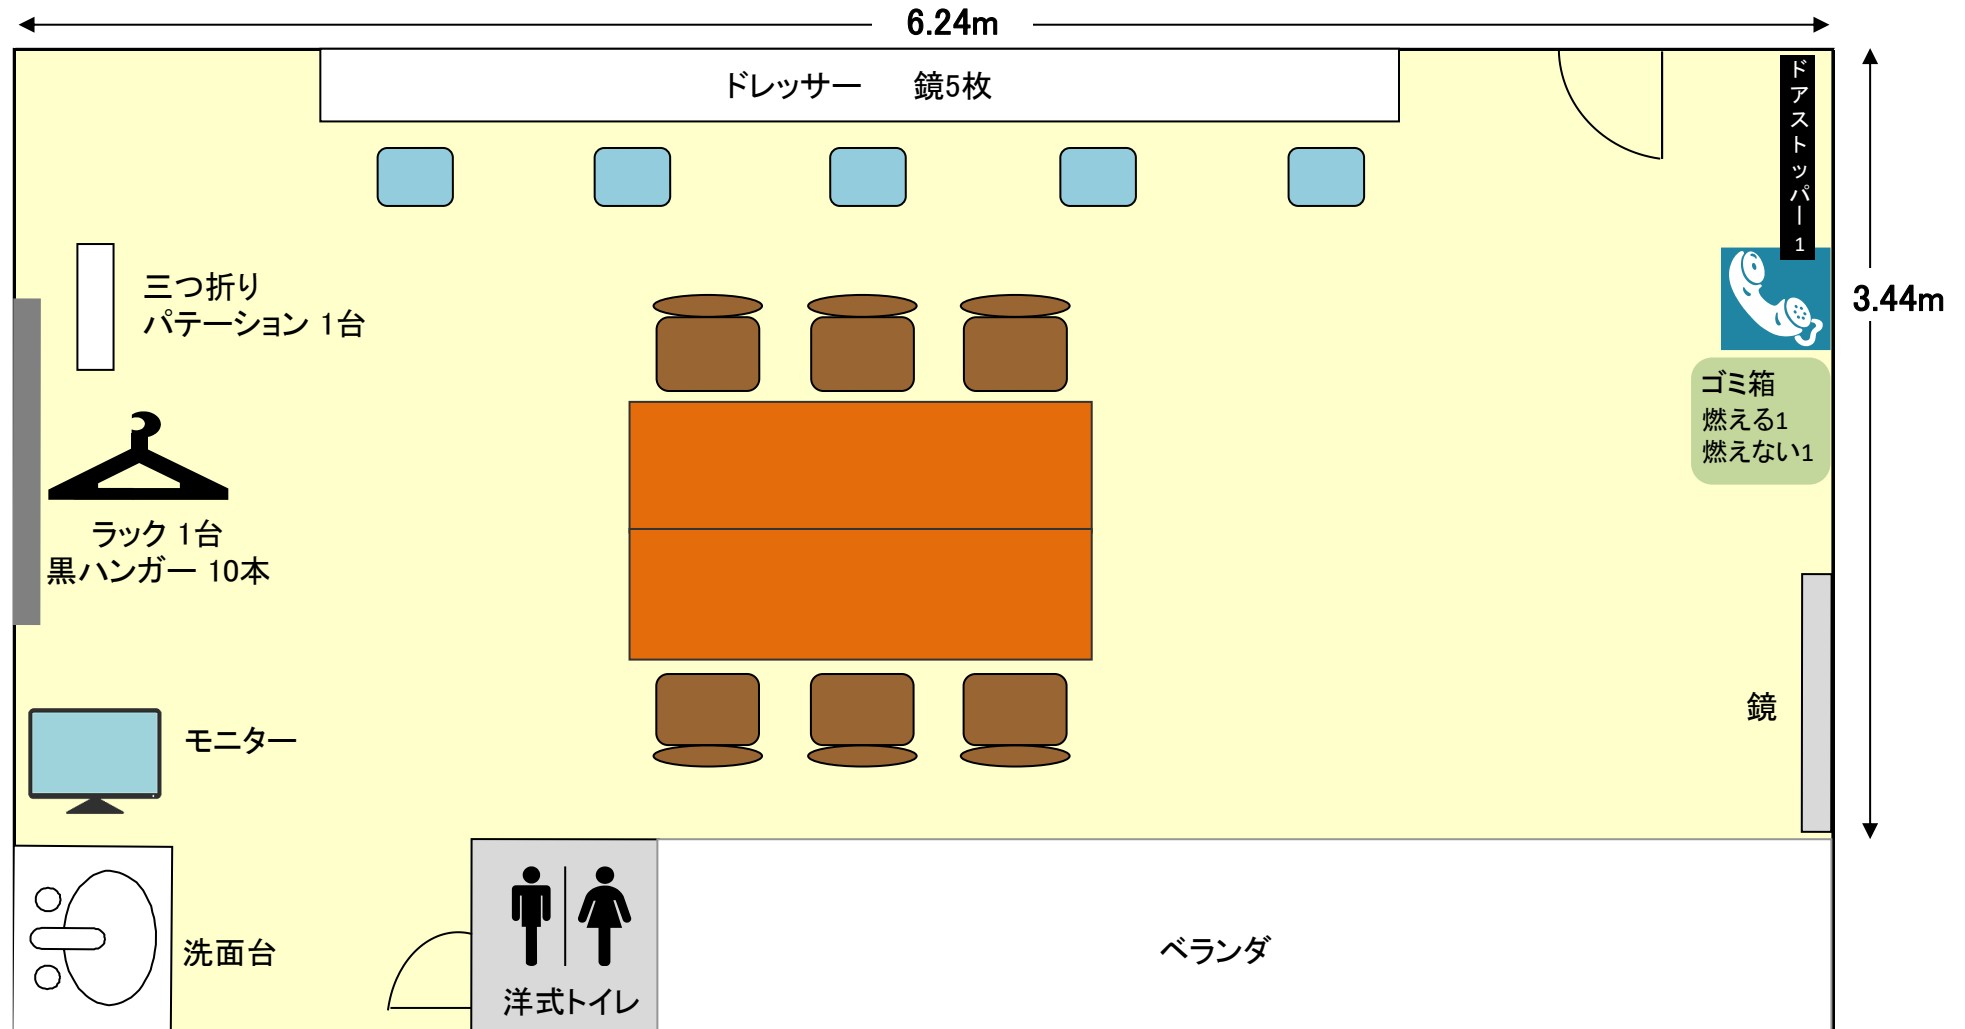 6.24m
ドレッサー　　鏡5枚
ドアストッパー 1
三つ折り
パテーション 1台
3.44m
ゴミ箱
燃える1
燃えない1
ラック 1台
黒ハンガー 10本
鏡
モニター
洗面台
ベランダ
洋式トイレ